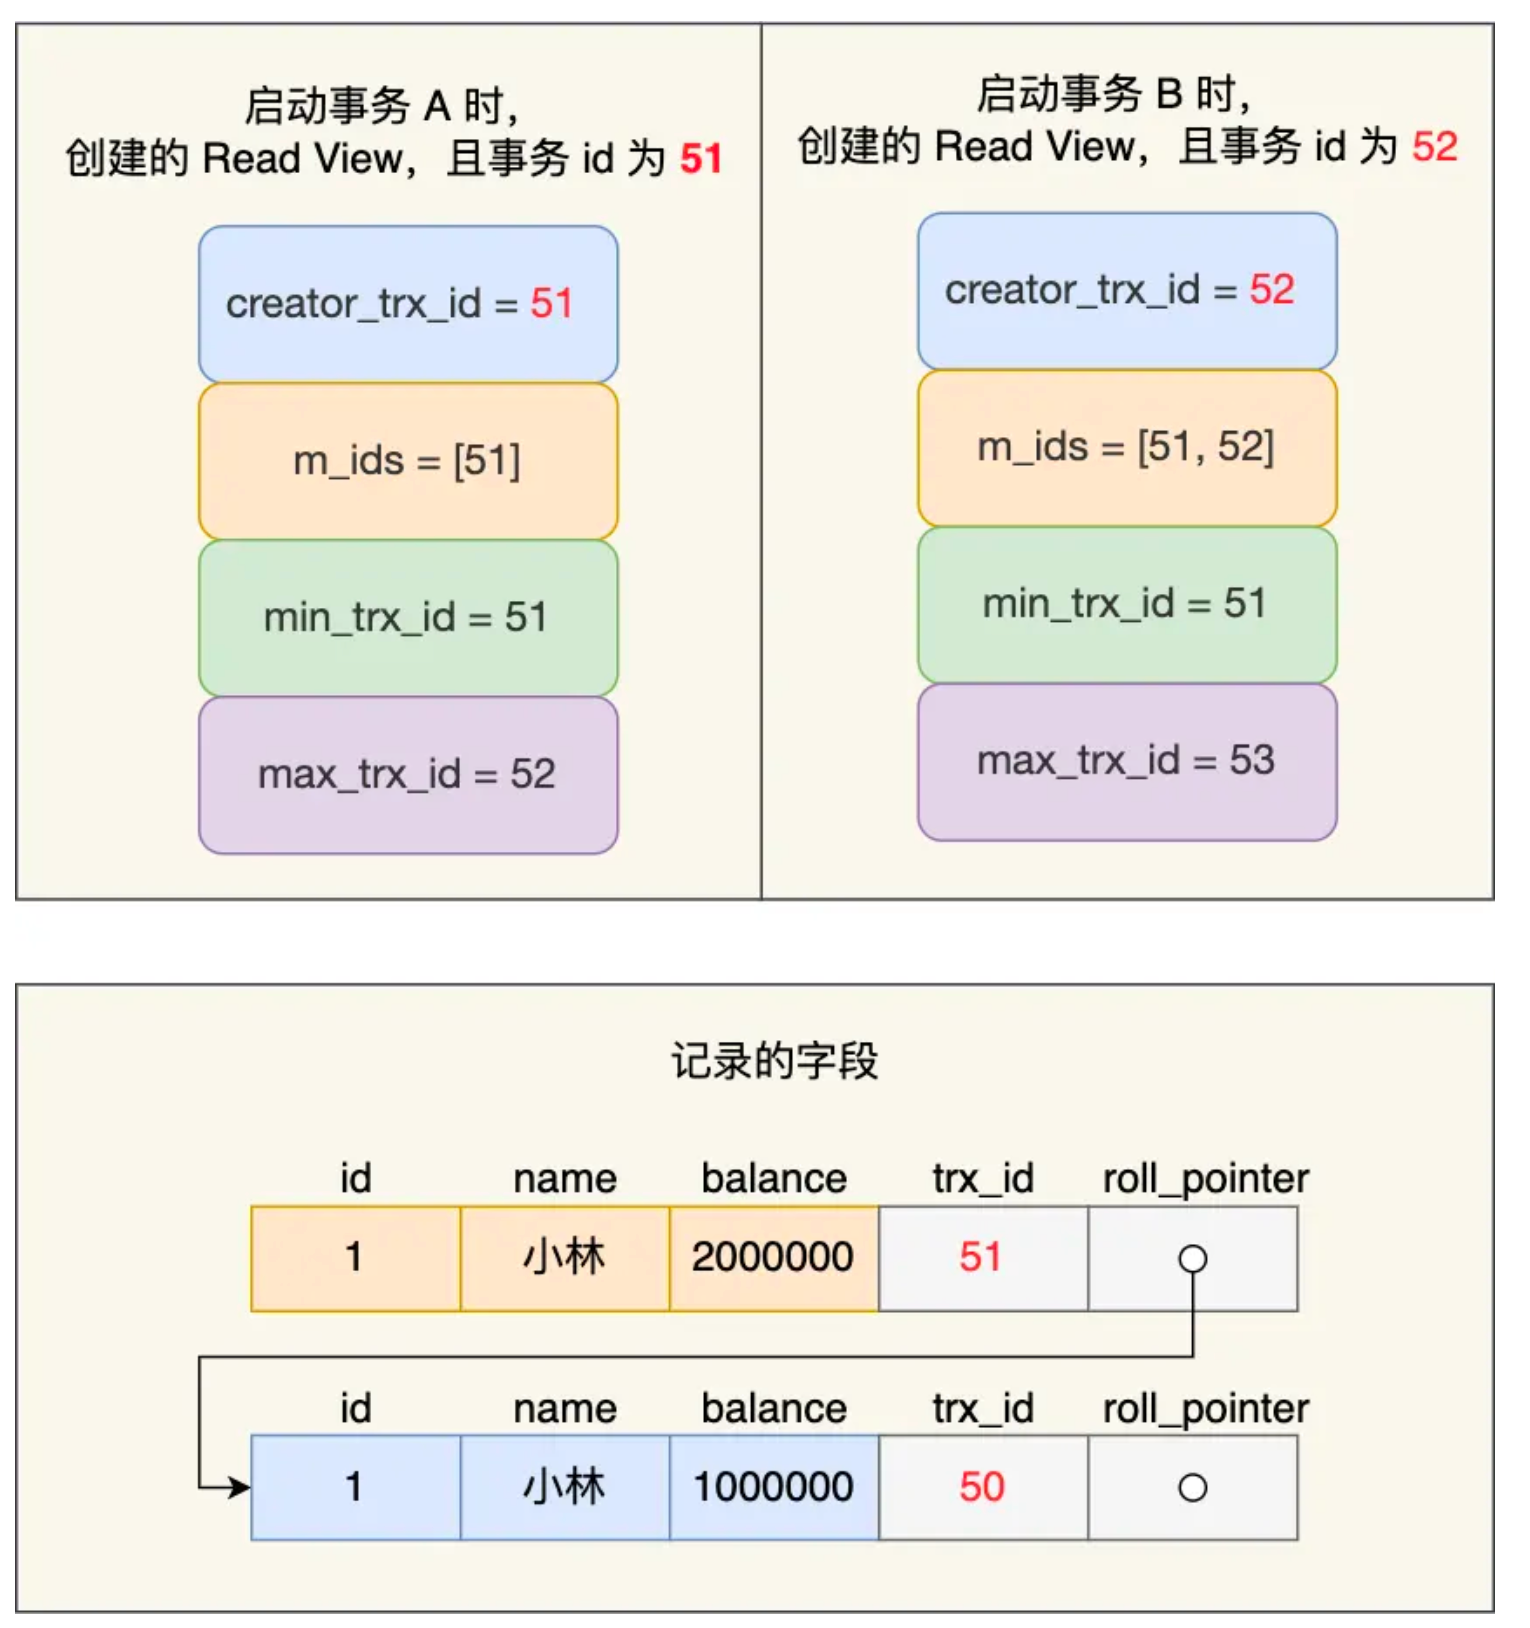 启动事务 A 时，
创建的 Read View，且事务 id 为 51
creator_trx_id = 51
m_ids = [51]
min_trx_id = 51
max_trx_id = 52
启动事务 B 时，
创建的 Read View，且事务 id 为 52
creator_trx_id = 52
m_ids = [51, 52]
min_trx_id = 51
max_trx_id = 53
记录的字段
id name balance trx_id roll_pointer
1 小林 2000000 51
id name balance trx_id roll_pointer
1 小林 1000000 50